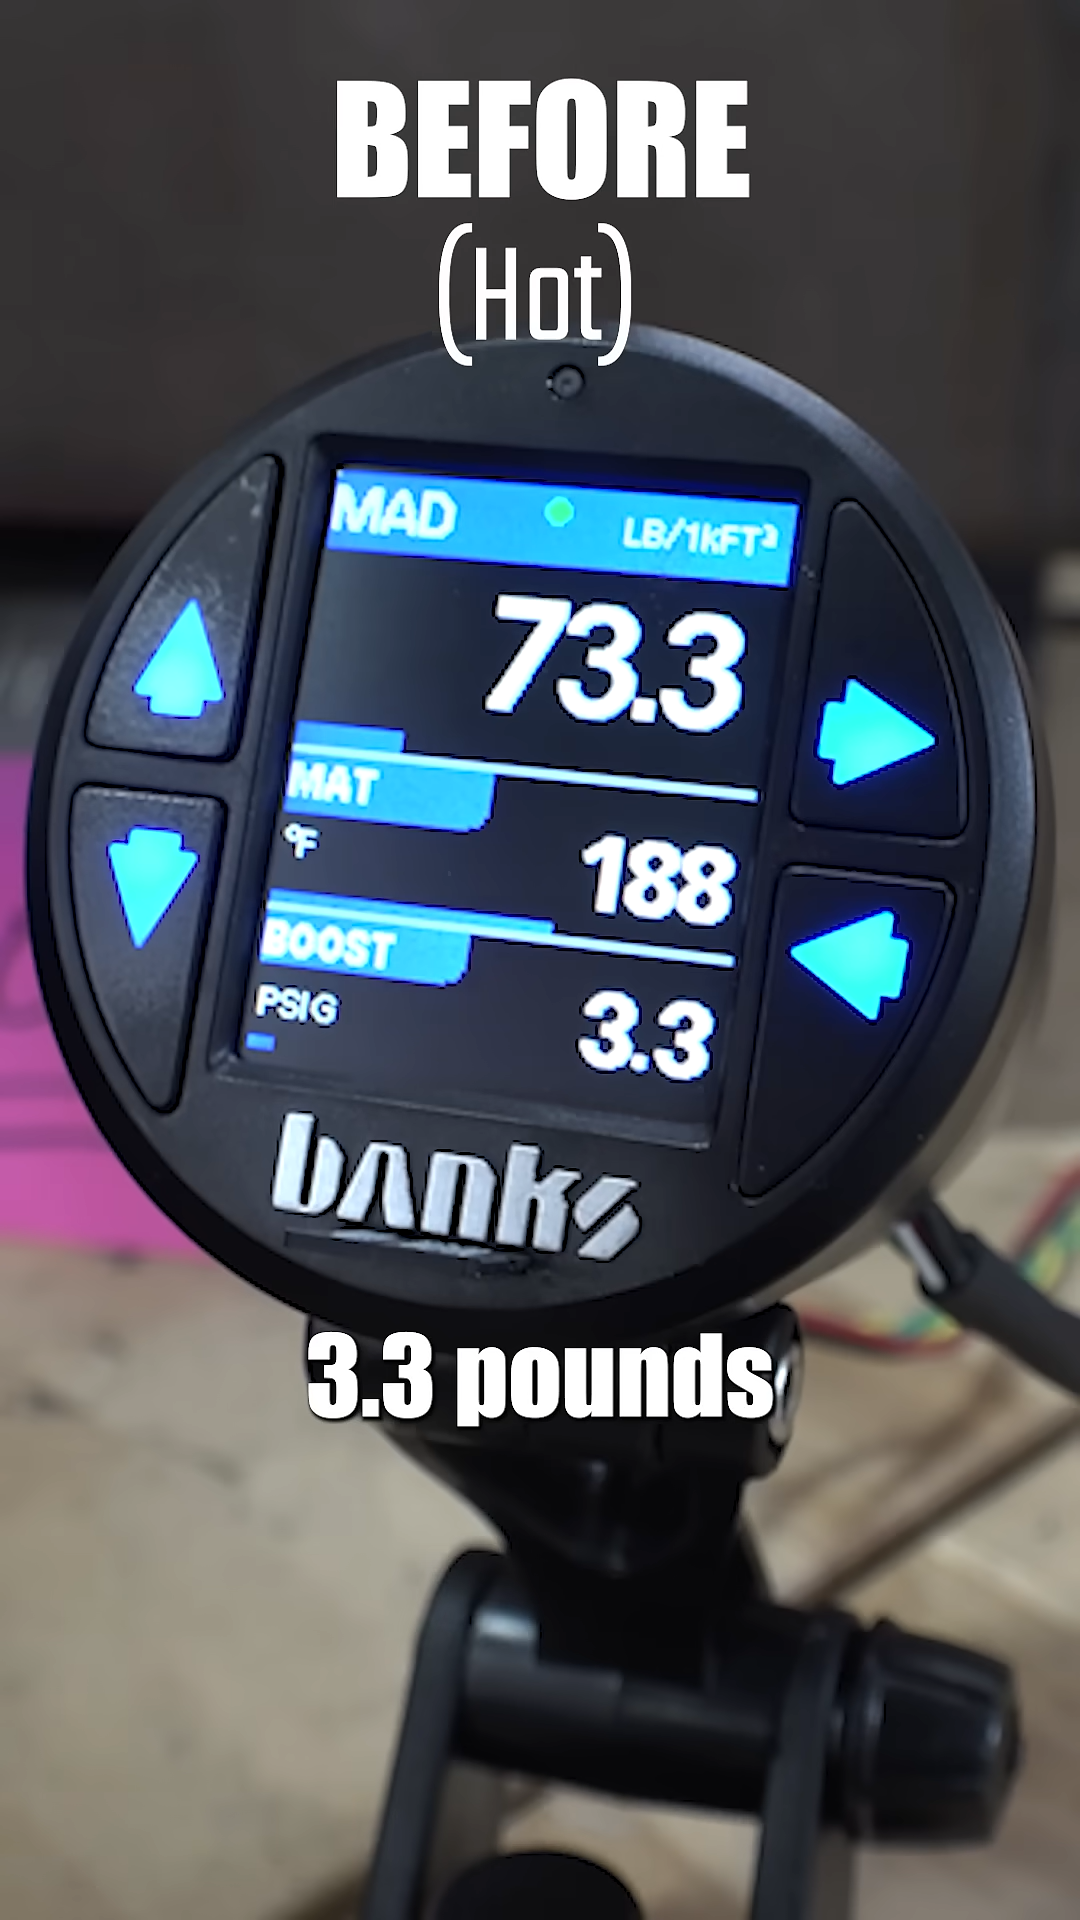 BEFORE
(Hot)
MAD LB/1kFT³
73.3
MAT
°F 188
BOOST
PSIG 3.3
banks
3.3 pounds